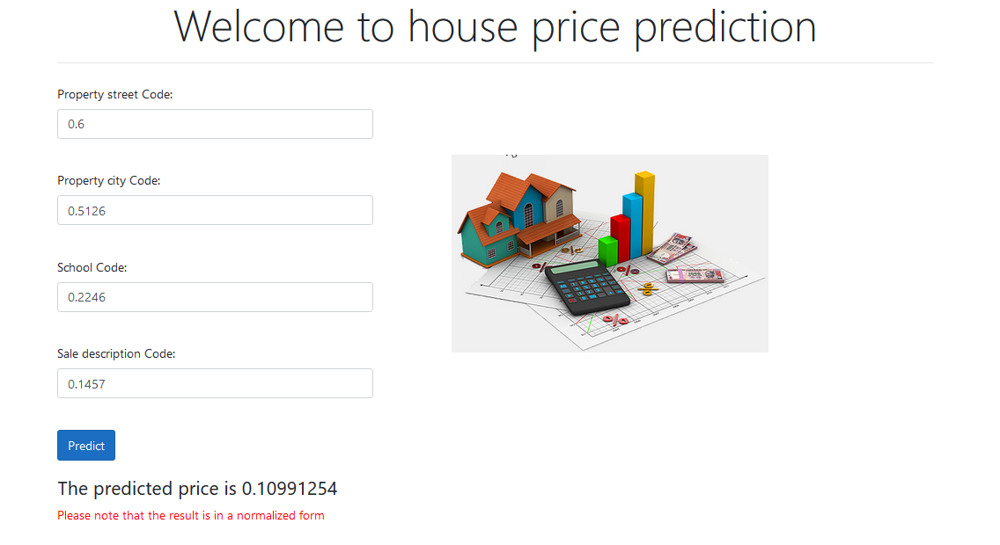 Welcome to house price prediction
Property street Code:
0.6
Property city Code:
0.5126
School Code:
0.2246
Sale description Code:
0.1457
Predict
The predicted price is 0.10991254
Please note that the result is in a normalized form